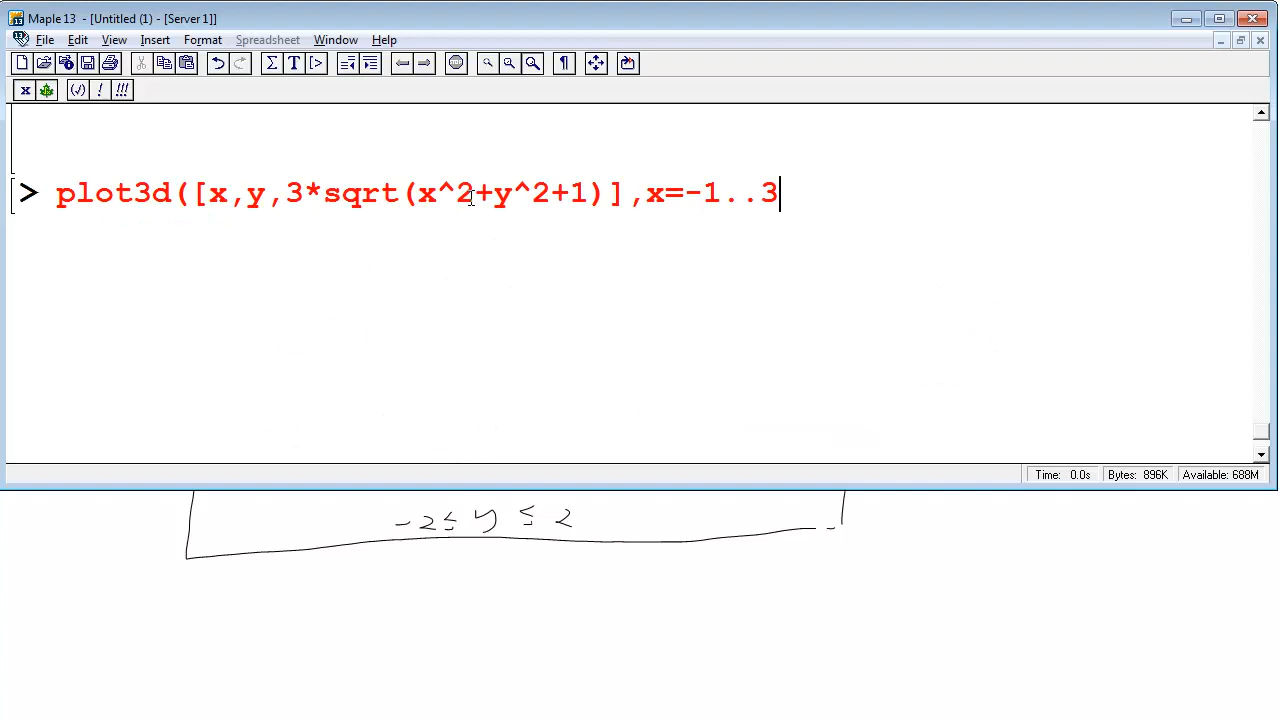 Maple 13 - [Untitled (1) - [Server 1]]
File Edit View Insert Format Spreadsheet Window Help
> plot3d([x,y,3*sqrt(x^2+y^2+1)],x=-1..3
Time: 0.0s Bytes: 896K Available: 688M
-2 ≤ y ≤ 2